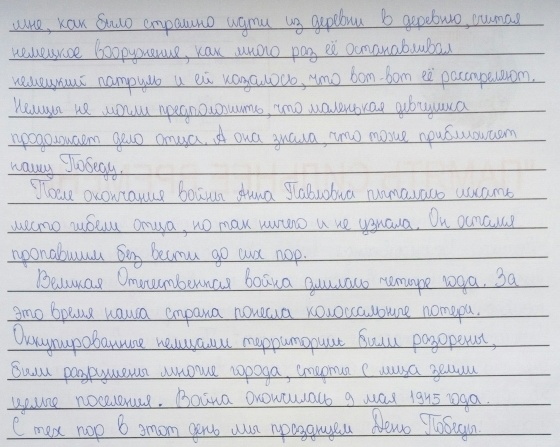 мне, как было страшно идти из деревни в деревню, считая
немецкое вооружение, как много раз её останавливал
немецкий патруль и ей казалось, что вот-вот её расстреляют.
Немцы не могли предположить, что маленькая девчушка
продолжает дело отца. А она знала, что тоже приближает
нашу Победу.
После окончания войны Анна Павловна пыталась искать
место гибели отца, но так ничего и не узнала. Он остался
пропавшим без вести до сих пор.
Великая Отечественная война длилась четыре года. За
это время наша страна понесла колоссальные потери.
Оккупированные немцами территории были разорены,
были разрушены многие города, стёрты с лица земли
целые поселения. Война окончилась 9 мая 1945 года.
С тех пор в этот день мы празднуем День Победы.